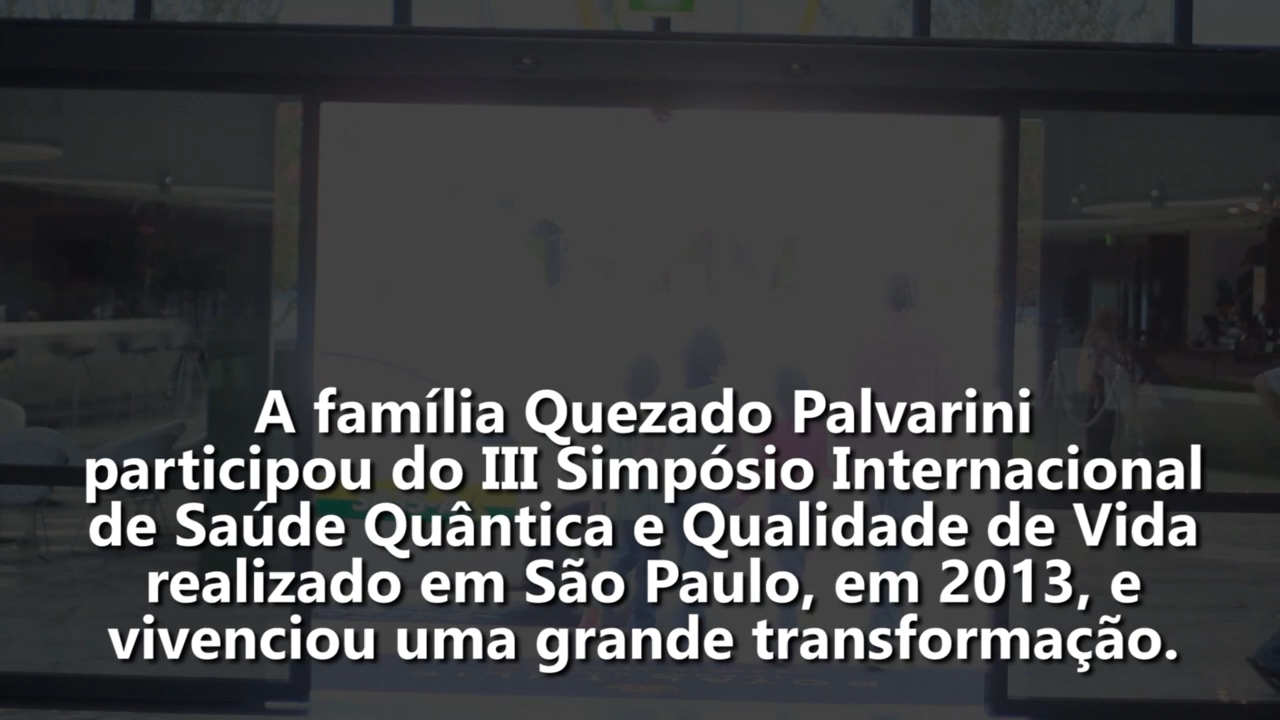 A família Quezado Palvarini
participou do III Simpósio Internacional
de Saúde Quântica e Qualidade de Vida
realizado em São Paulo, em 2013, e
vivenciou uma grande transformação.